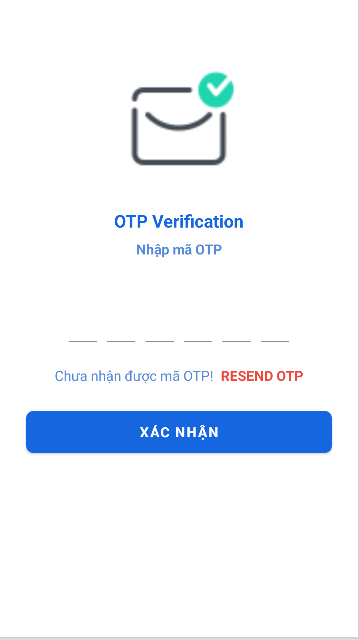 OTP Verification
Nhập mã OTP
Chưa nhận được mã OTP! RESEND OTP
XÁC NHẬN